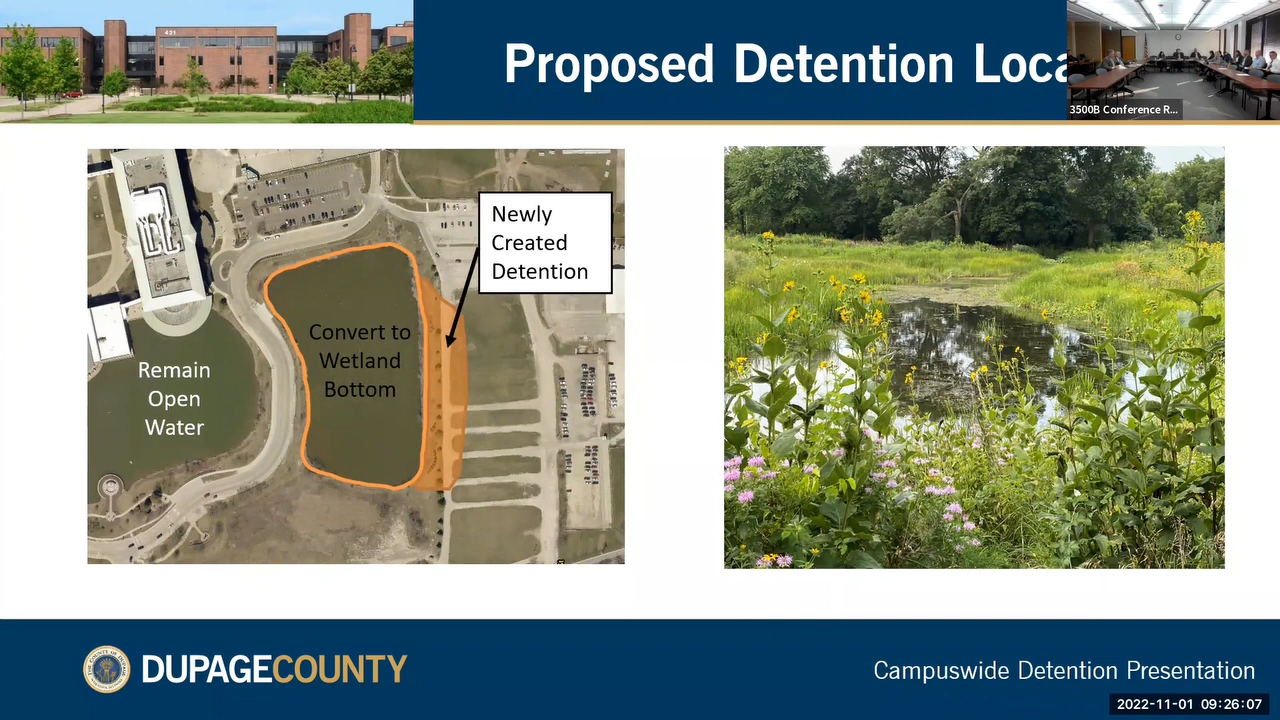 421
Proposed Detention Loca
3500B Conference R...
Newly
Created
Detention
Convert to
Wetland
Bottom
Remain
Open
Water
DUPAGECOUNTY
Campuswide Detention Presentation
2022-11-01 09:26:07